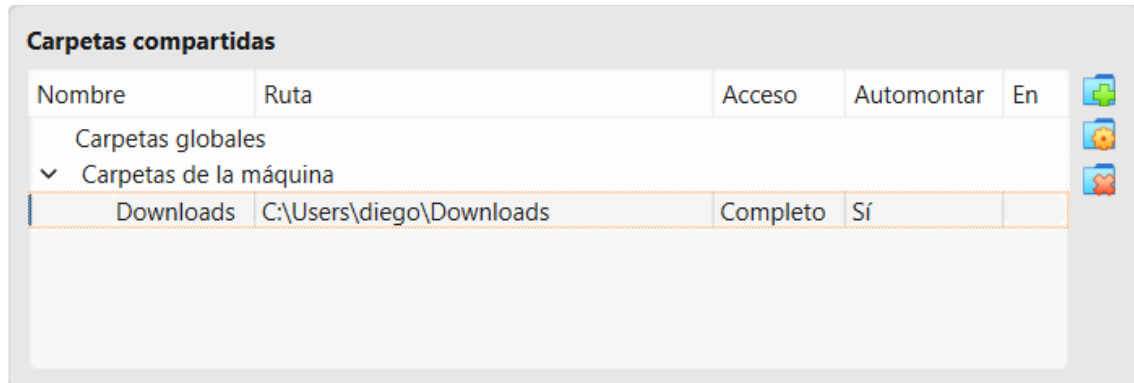 Carpetas compartidas
Nombre Ruta Acceso Automontar En
Carpetas globales
Carpetas de la máquina
Downloads C:\Users\diego\Downloads Completo Sí